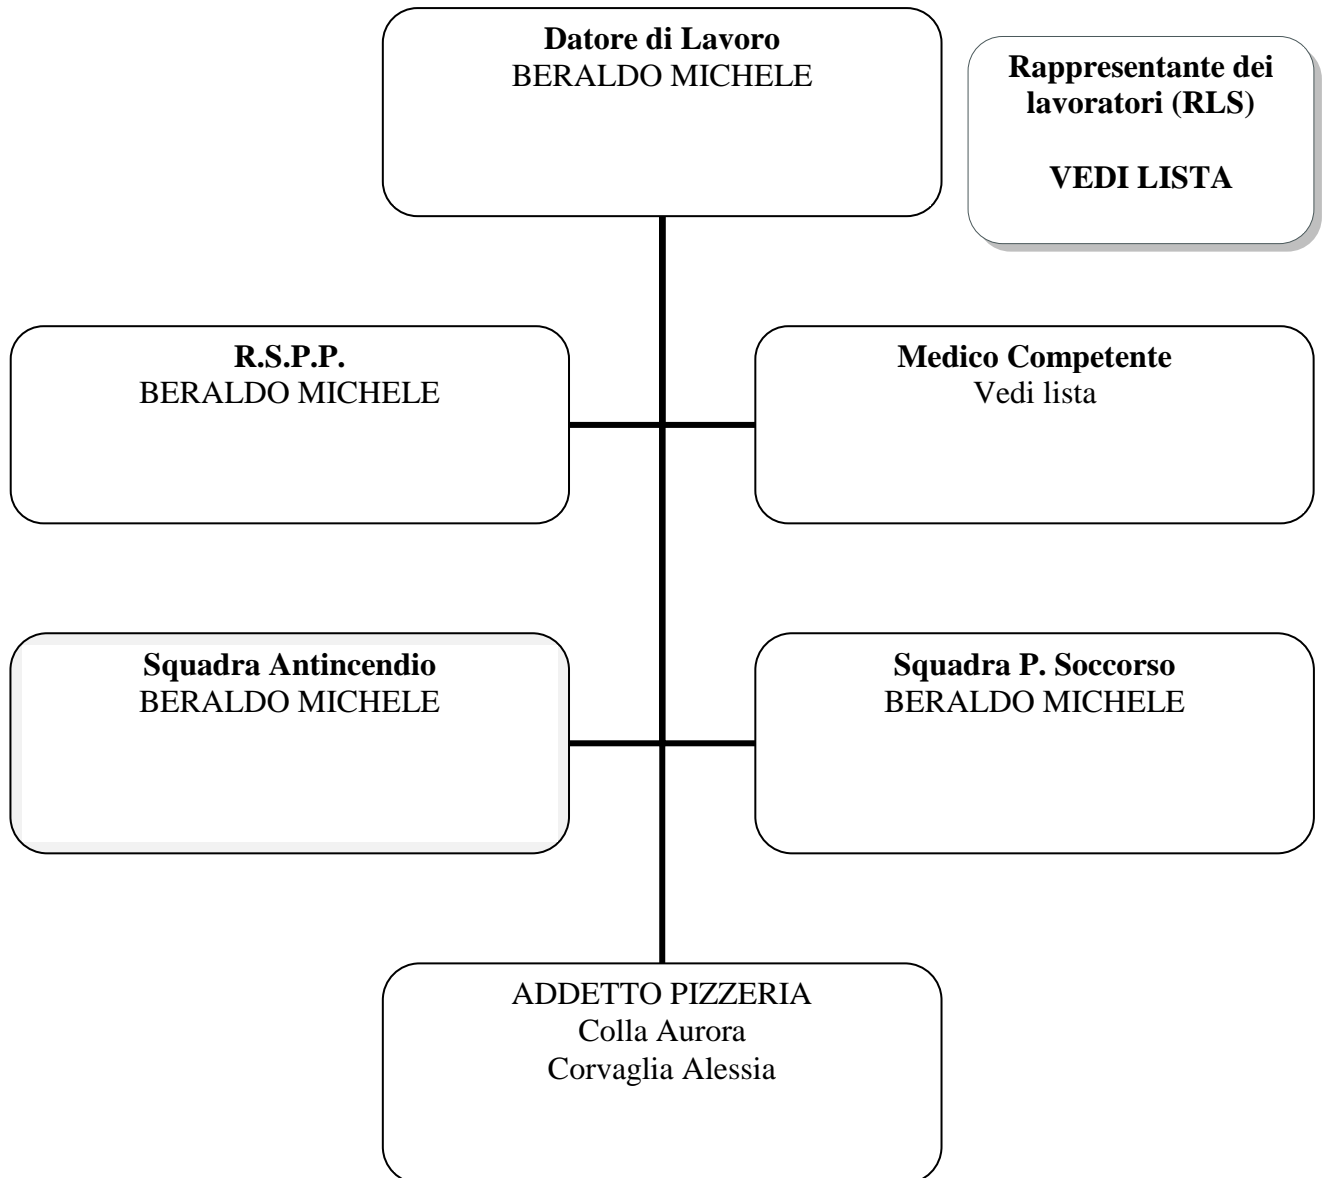 Datore di Lavoro
BERALDO MICHELE
Rappresentante dei
lavoratori (RLS)
VEDI LISTA
R.S.P.P.
BERALDO MICHELE
Medico Competente
Vedi lista
Squadra Antincendio
BERALDO MICHELE
Squadra P. Soccorso
BERALDO MICHELE
ADDETTO PIZZERIA
Colla Aurora
Corvaglia Alessia